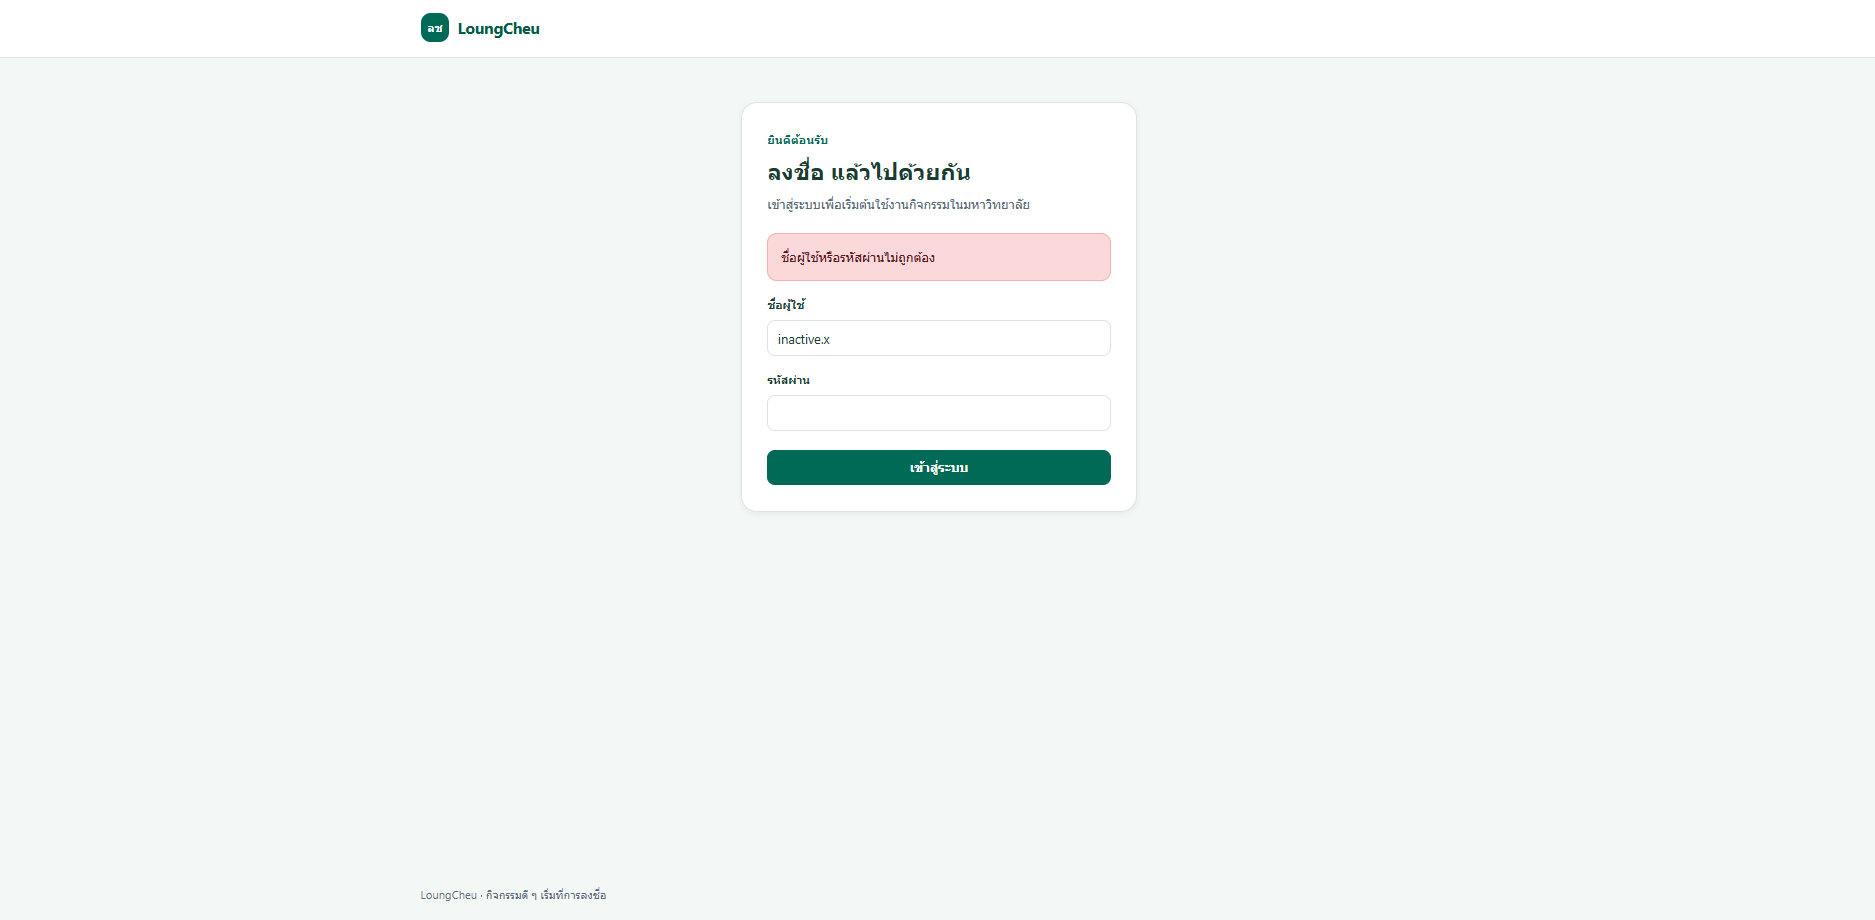 ลช LoungCheu
ยินดีต้อนรับ
ลงชื่อ แล้วไปด้วยกัน
เข้าสู่ระบบเพื่อเริ่มต้นใช้งานกิจกรรมในมหาวิทยาลัย
ชื่อผู้ใช้หรือรหัสผ่านไม่ถูกต้อง
ชื่อผู้ใช้
inactive.x
รหัสผ่าน
เข้าสู่ระบบ
LoungCheu · กิจกรรมดี ๆ เริ่มที่การลงชื่อ